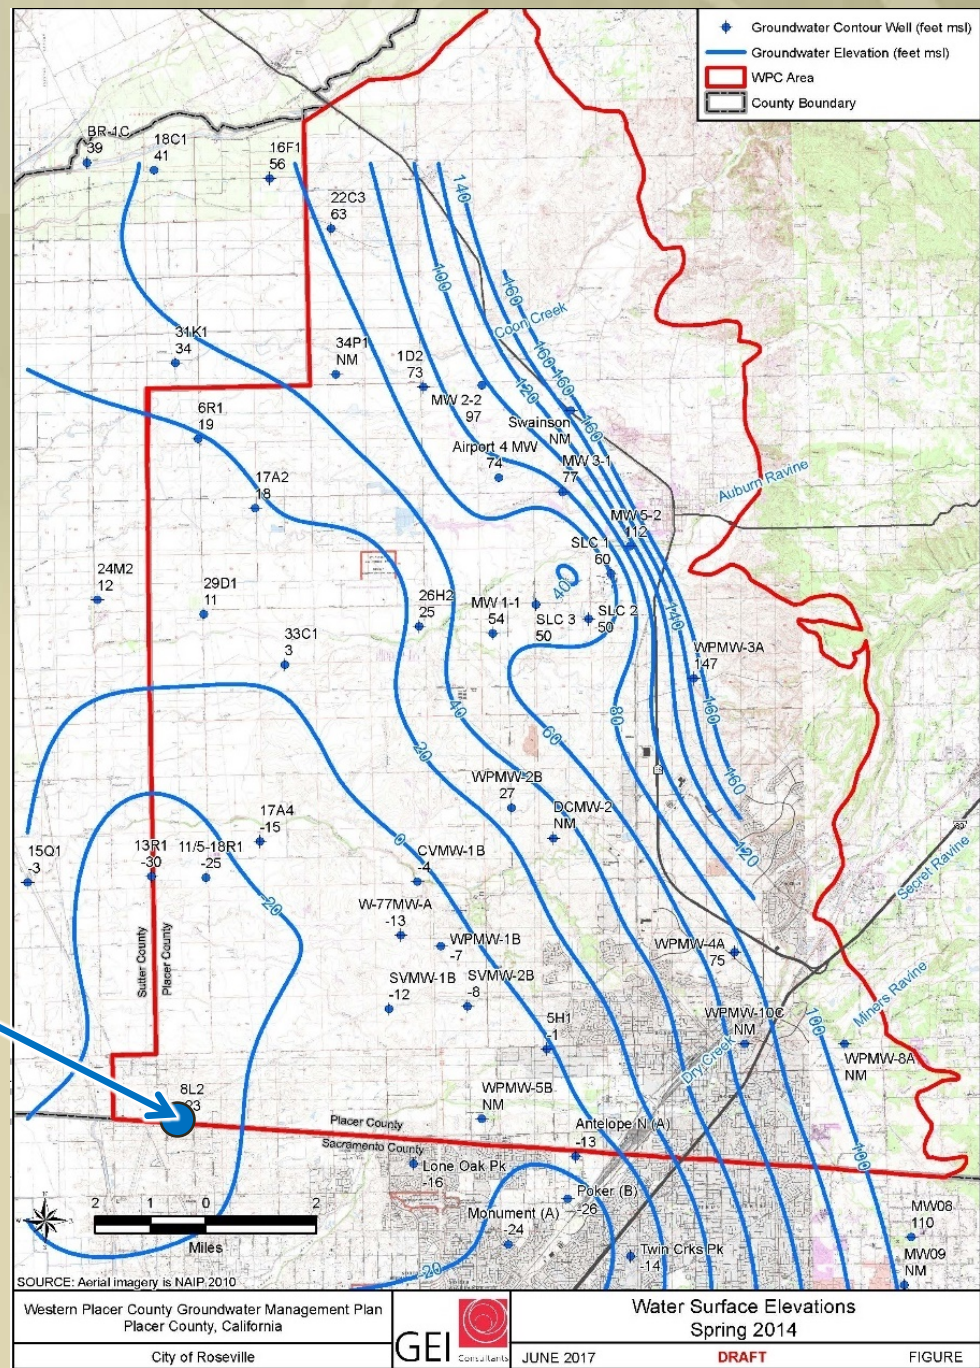 Groundwater Contour Well (feet msl)
Groundwater Elevation (feet msl)
WPC Area
County Boundary
BR-1C
39
18C1
41
16F1
56
22C3
63
140
100
160
Coon Creek
31K1
34
34P1
NM
1D2
73
160
160
MW 2-2
97
120
Swainson
NM
160
6R1
19
Airport 4 MW
74
MW 3-1
77
17A2
18
Auburn Ravine
MW 5-2
112
SLC 1
60
24M2
12
29D1
11
40
26H2
25
MW 1-1
54
SLC 3
50
SLC 2
50
140
33C1
3
WPMW-3A
147
160
40
80
60
20
160
WPMW-2B
27
DCMW-2
NM
17A4
-15
0
120
15Q1
-3
13R1
-30
11/5-18R1
-25
CVMW-1B
-4
Secret Ravine
80
-20
W-77MW-A
-13
WPMW-1B
-7
WPMW-4A
75
Sutter County
Placer County
SVMW-1B
-12
SVMW-2B
-8
Miners Ravine
5H1
-1
WPMW-10C
NM
100
WPMW-8A
NM
Dry Creek
8L2
23
WPMW-5B
NM
Placer County
Sacramento County
Antelope N (A)
-13
100
Lone Oak Pk
-16
Poker (B)
-26
Monument (A)
-24
MW08
110
Twin Crks Pk
-14
MW09
NM
-20
2 1 0 2
Miles
SOURCE: Aerial imagery is NAIP, 2010
Western Placer County Groundwater Management Plan
Placer County, California
City of Roseville
GEI Consultants
Water Surface Elevations
Spring 2014
JUNE 2017
DRAFT
FIGURE